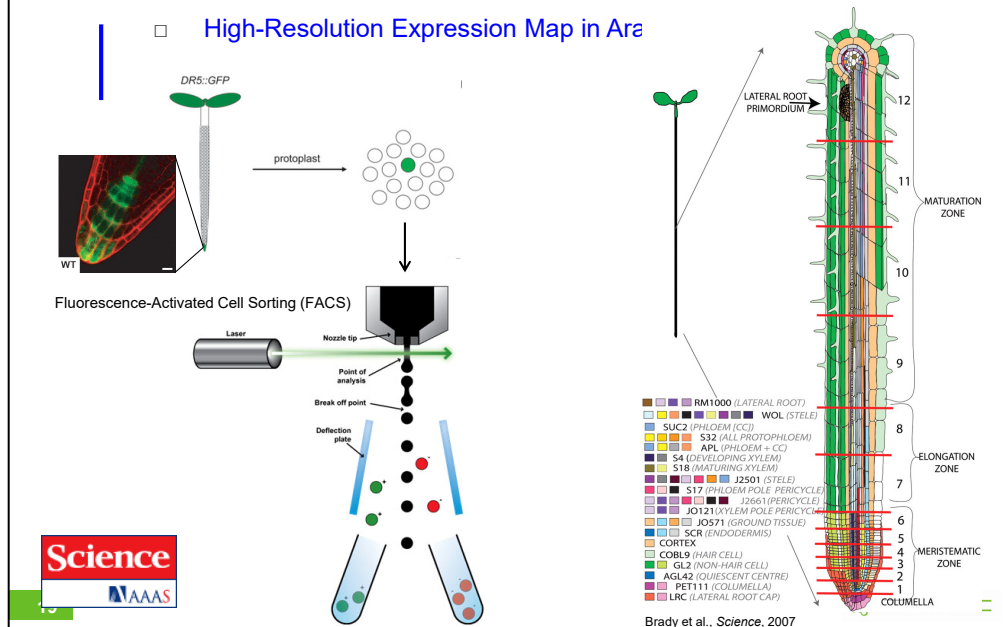 High-Resolution Expression Map in Ara
DR5::GFP
protoplast
WT
Fluorescence-Activated Cell Sorting (FACS)
Laser
Nozzle tip
Point of
analysis
Break off point
Deflection
plate
Science
AAAS
LATERAL ROOT
PRIMORDIUM
12
11
10
9
8
7
6
5
4
3
2
1
MATURATION
ZONE
ELONGATION
ZONE
MERISTEMATIC
ZONE
COLUMELLA
RM1000 (LATERAL ROOT)
WOL (STELE)
SUC2 (PHLOEM [CC])
S32 (ALL PROTOPHLOEM)
APL (PHLOEM + CC)
S4 (DEVELOPING XYLEM)
S18 (MATURING XYLEM)
J2501 (STELE)
S17 (PHLOEM POLE PERICYCLE)
J2661 (PERICYCLE)
JO121 (XYLEM POLE PERICYCLE)
JO571 (GROUND TISSUE)
SCR (ENDODERMIS)
CORTEX
COBL9 (HAIR CELL)
GL2 (NON-HAIR CELL)
AGL42 (QUIESCENT CENTRE)
PET111 (COLUMELLA)
LRC (LATERAL ROOT CAP)
Brady et al., Science, 2007